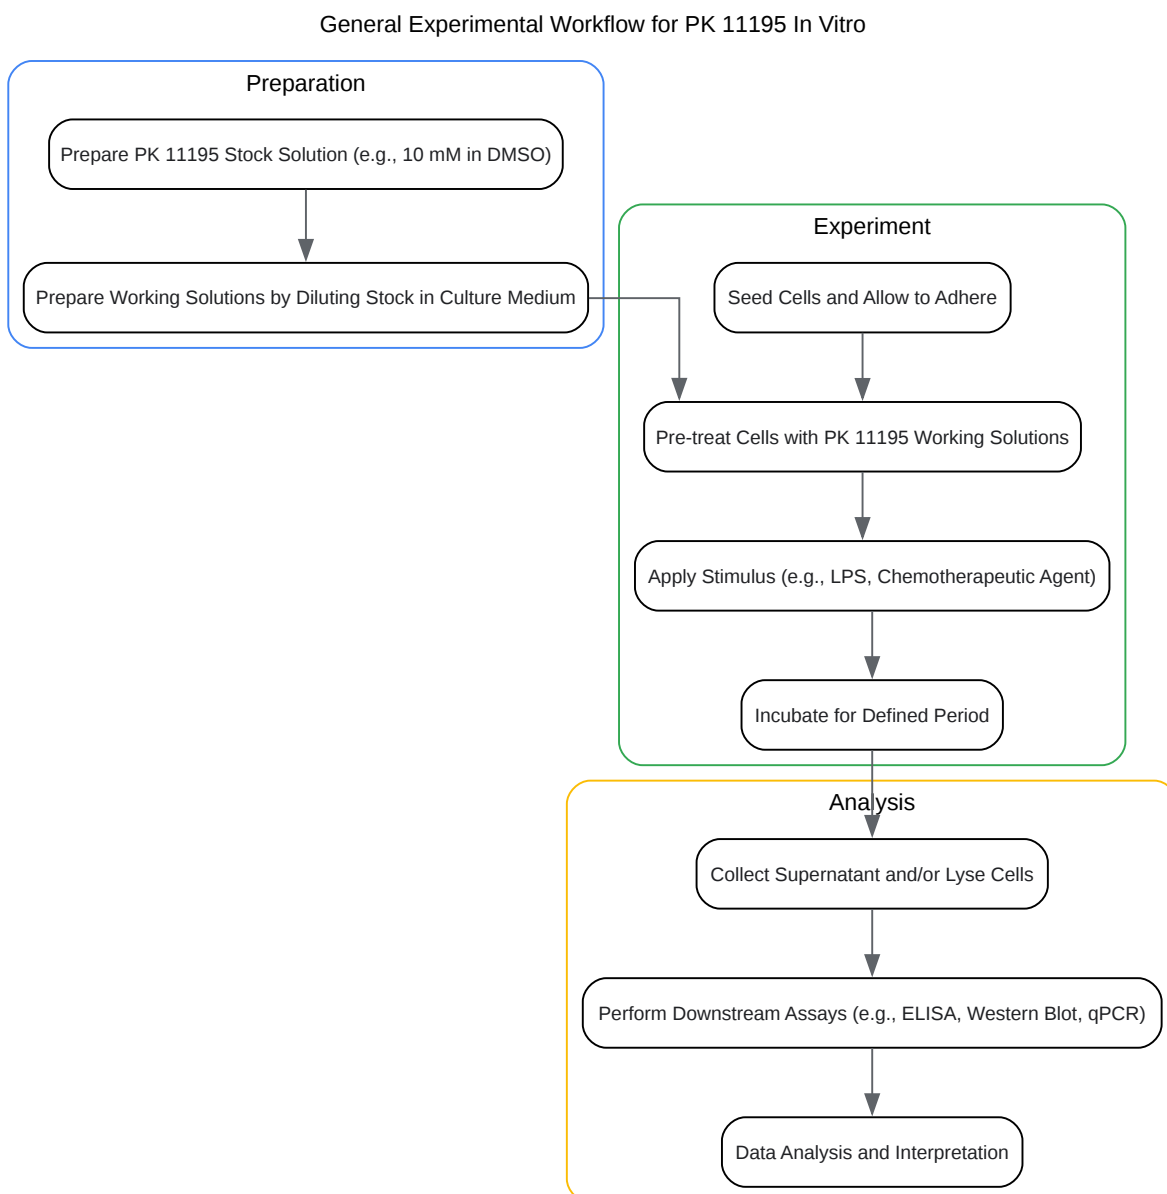 General Experimental Workflow for PK 11195 In Vitro
Preparation
Prepare PK 11195 Stock Solution (e.g., 10 mM in DMSO)
Prepare Working Solutions by Diluting Stock in Culture Medium
Experiment
Seed Cells and Allow to Adhere
Pre-treat Cells with PK 11195 Working Solutions
Apply Stimulus (e.g., LPS, Chemotherapeutic Agent)
Incubate for Defined Period
Analysis
Collect Supernatant and/or Lyse Cells
Perform Downstream Assays (e.g., ELISA, Western Blot, qPCR)
Data Analysis and Interpretation